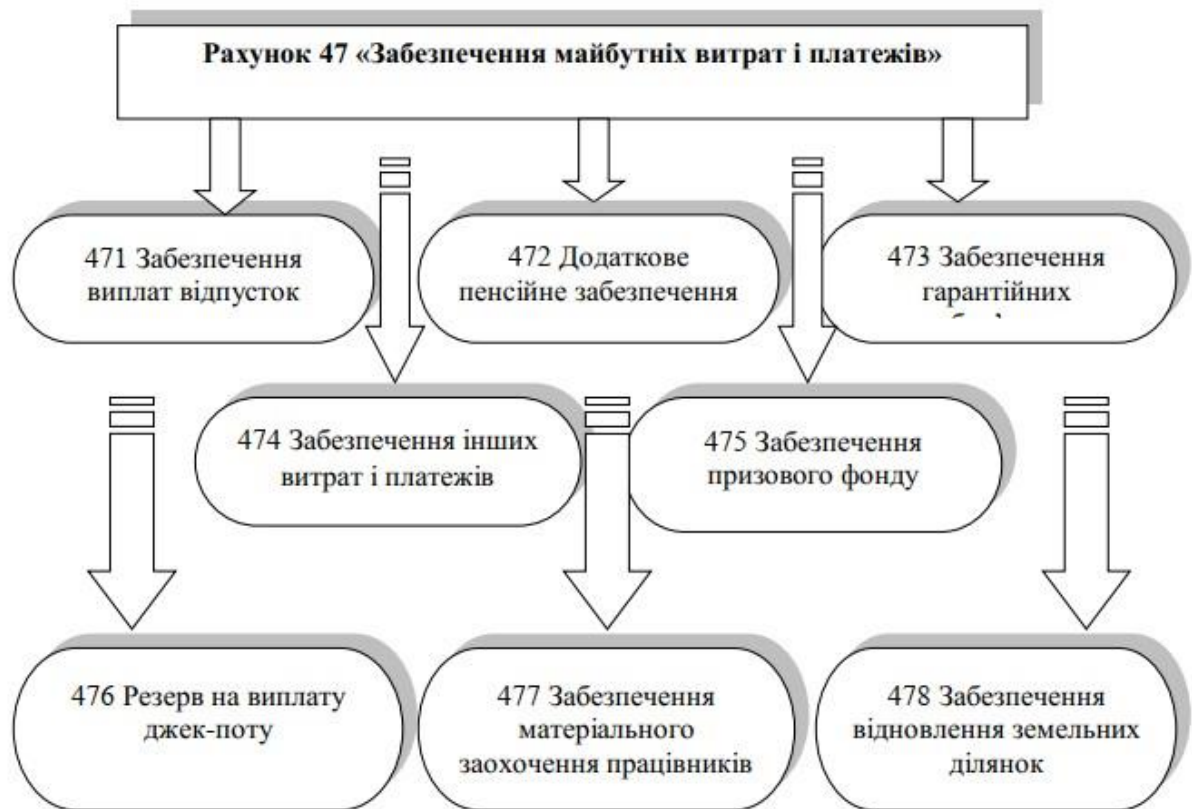 Рахунок 47 «Забезпечення майбутніх витрат і платежів»
471 Забезпечення
виплат відпусток
472 Додаткове
пенсійне забезпечення
473 Забезпечення
гарантійних
474 Забезпечення інших
витрат і платежів
475 Забезпечення
призового фонду
476 Резерв на виплату
джек-поту
477 Забезпечення
матеріального
заохочення працівників
478 Забезпечення
відновлення земельних
ділянок